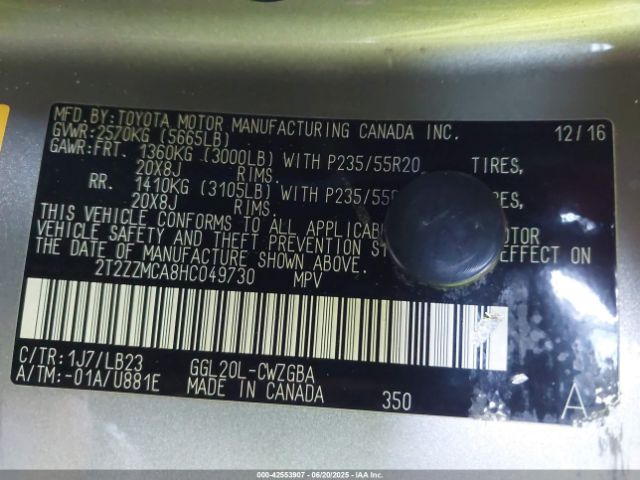 MFD.BY:TOYOTA MOTOR MANUFACTURING CANADA INC. 12/16
GVWR:2570KG (5665LB)
GAWR:FRT. 1360KG (3000LB) WITH P235/55R20 TIRES,
20X8J RIMS.
RR. 1410KG (3105LB) WITH
20X8J RIMS.
THIS VEHICLE CONFORMS TO ALL
VEHICLE SAFETY AND THEFT PREVENTION EFFECT ON
THE DATE OF MANUFACTURE SHOWN ABOVE.
2T2ZZMCA8HC049730 MPV
C/TR:1J7/LB23 GGL20L-CWZGBA
A/TM:-01A/U881E MADE IN CANADA 350 A
000-42553907 - 06/20/2025 - IAA Inc.